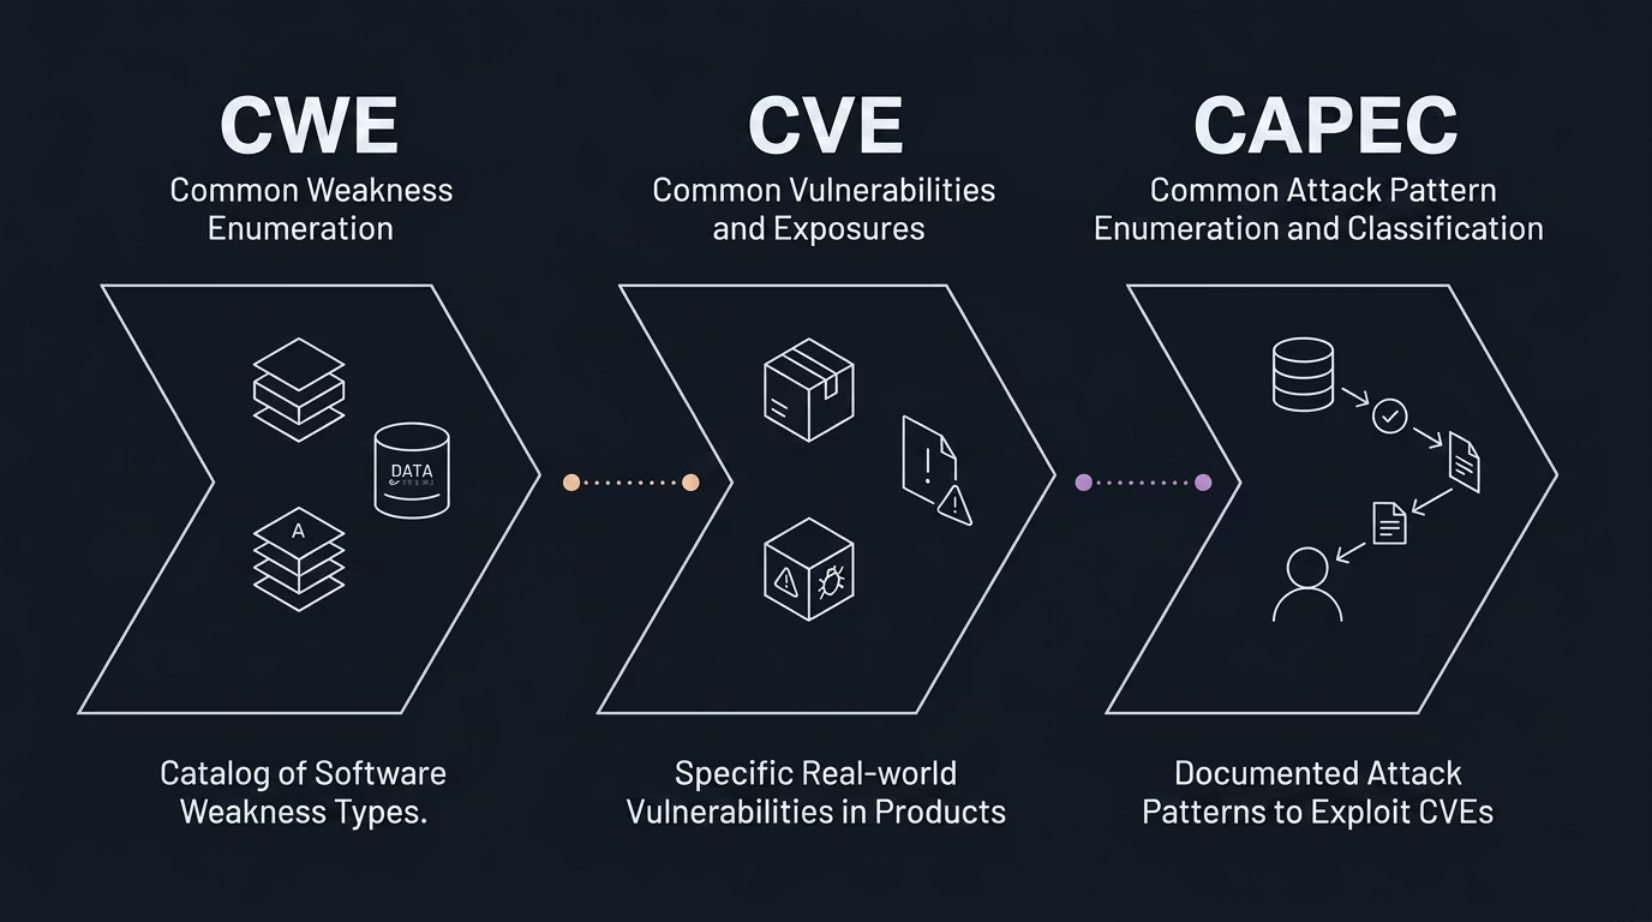 CWE
Common Weakness
Enumeration
CVE
Common Vulnerabilities
and Exposures
CAPEC
Common Attack Pattern
Enumeration and Classification
DATA
A
!
!
!
Catalog of Software
Weakness Types.
Specific Real-world
Vulnerabilities in Products
Documented Attack
Patterns to Exploit CVEs